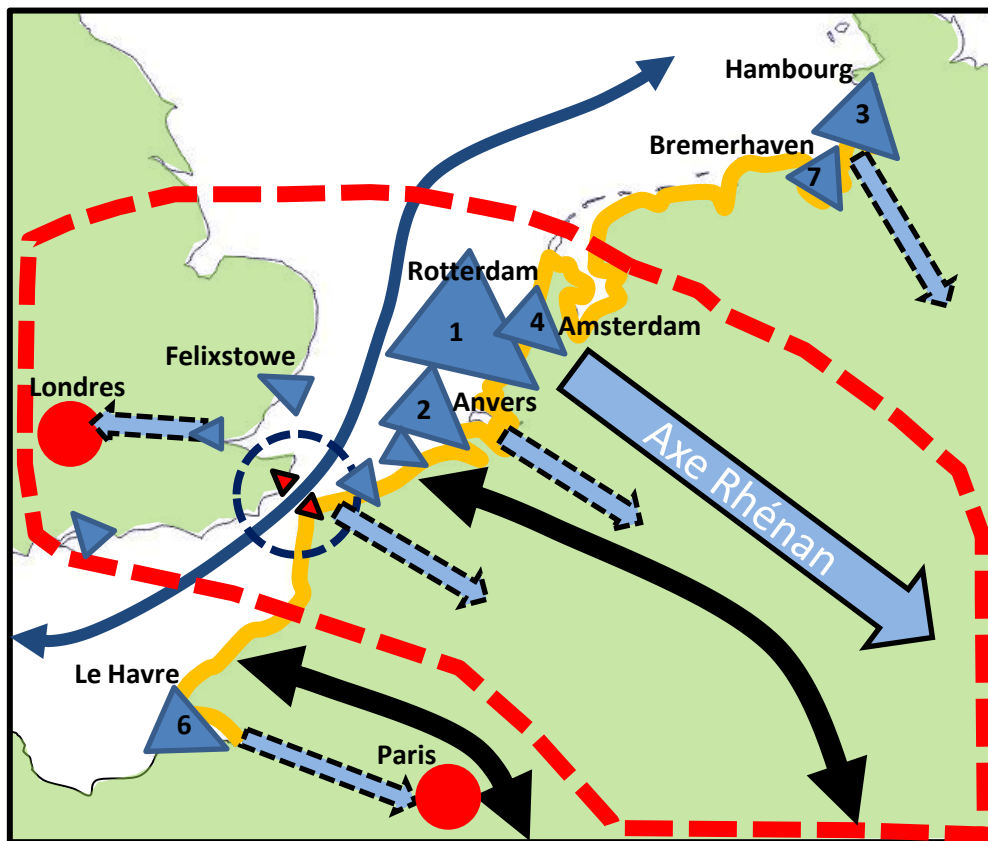 Hambourg
3
Bremerhaven
7
Rotterdam
4
1
Amsterdam
Felixstowe
Londres
2
Anvers
Axe Rhénan
Le Havre
6
Paris